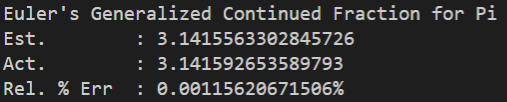 Euler's Generalized Continued Fraction for Pi
Est.        : 3.1415563302845726
Act.        : 3.141592653589793
Rel. % Err  : 0.00115620671506%